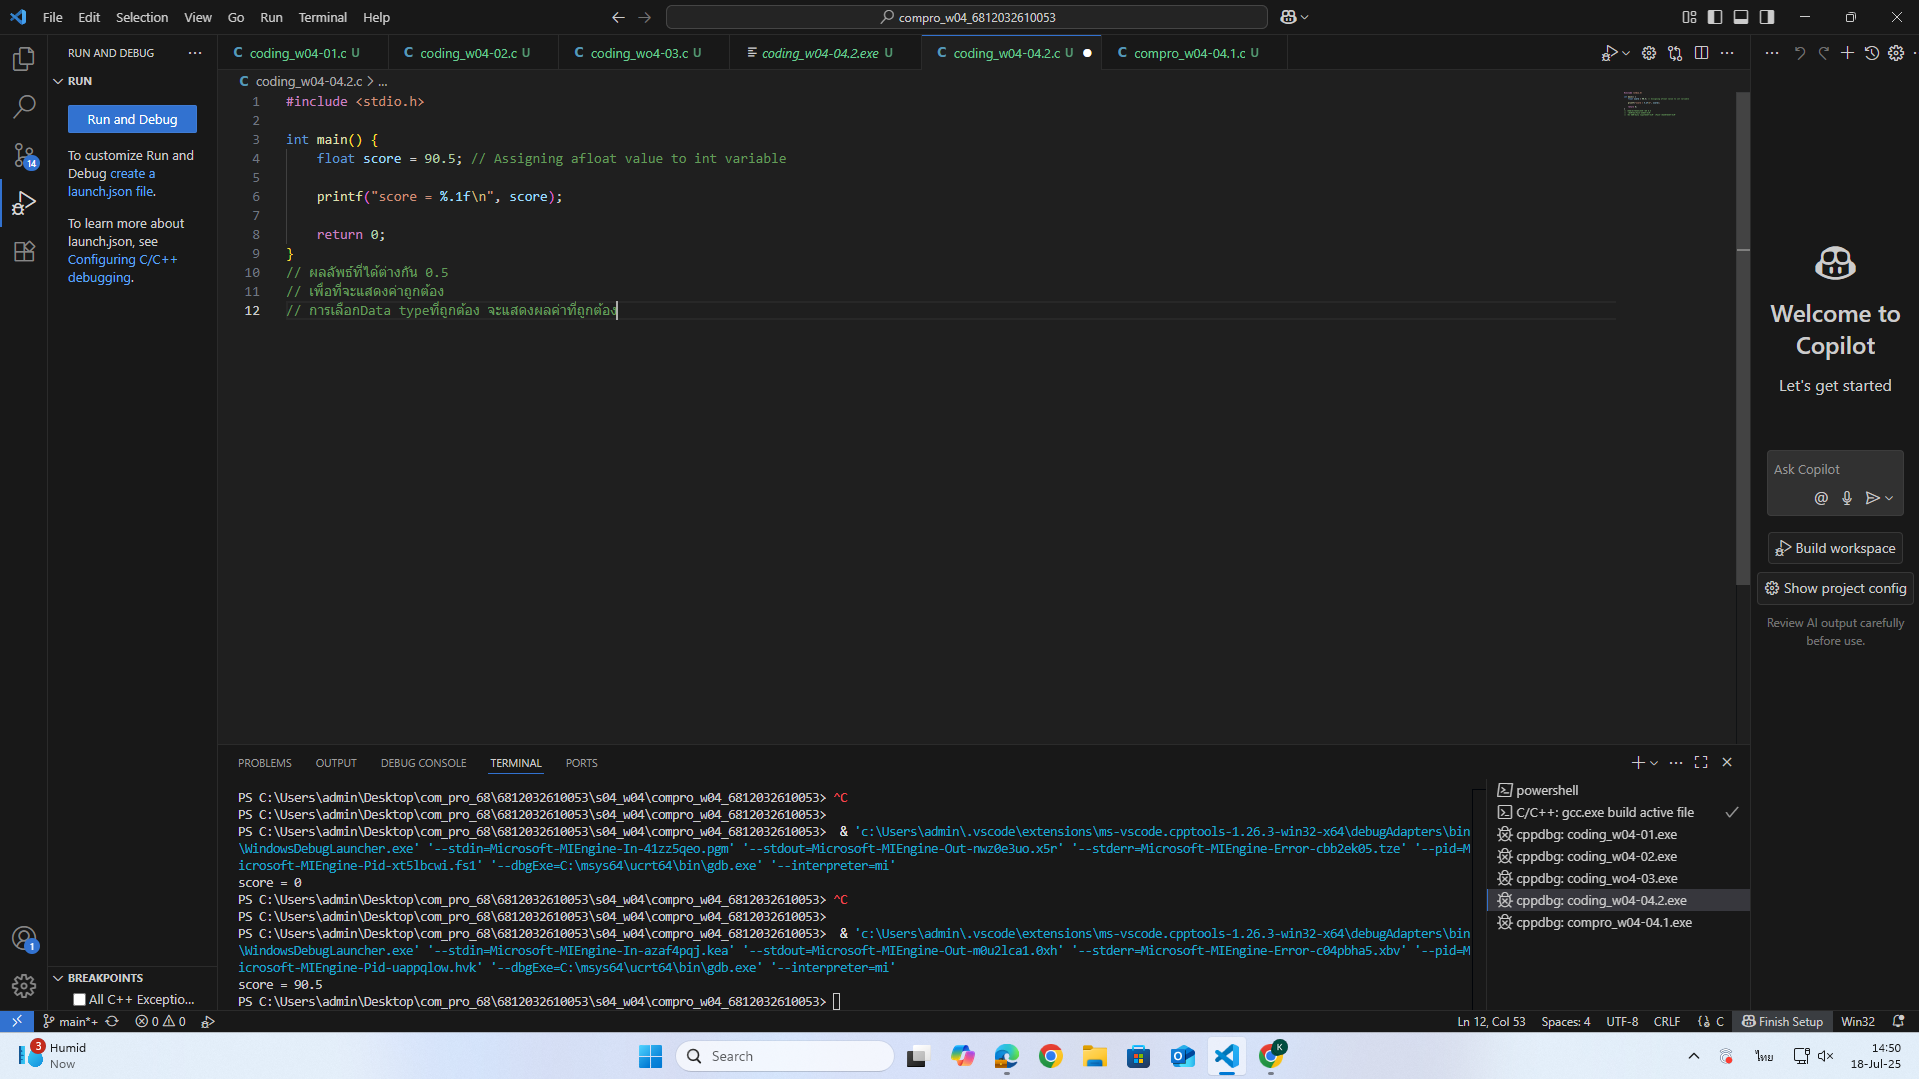 File Edit Selection View Go Run Terminal Help
compro_w04_6812032610053
RUN AND DEBUG
coding_w04-01.c U
coding_w04-02.c U
coding_wo4-03.c U
coding_w04-04.2.exe U
coding_w04-04.2.c U
compro_w04-04.1.c U
RUN
Run and Debug
To customize Run and
Debug create a
launch.json file.
To learn more about
launch.json, see
Configuring C/C++
debugging.
14
C coding_w04-04.2.c > ...
1 #include <stdio.h>
2
3 int main() {
4 float score = 90.5; // Assigning afloat value to int variable
5
6 printf("score = %.1f\n", score);
7
8 return 0;
9 }
10 // ผลลัพธ์ที่ได้ต่างกัน 0.5
11 // เพื่อที่จะแสดงค่าถูกต้อง
12 // การเลือกData typeที่ถูกต้อง จะแสดงผลค่าที่ถูกต้อง
Welcome to
Copilot
Let's get started
Ask Copilot
Build workspace
Show project config
Review AI output carefully
before use.
PROBLEMS OUTPUT DEBUG CONSOLE TERMINAL PORTS
PS C:\Users\admin\Desktop\com_pro_68\6812032610053\s04_w04\compro_w04_6812032610053> ^C
PS C:\Users\admin\Desktop\com_pro_68\6812032610053\s04_w04\compro_w04_6812032610053>
PS C:\Users\admin\Desktop\com_pro_68\6812032610053\s04_w04\compro_w04_6812032610053> & 'c:\Users\admin\.vscode\extensions\ms-vscode.cpptools-1.26.3-win32-x64\debugAdapters\bin
\WindowsDebugLauncher.exe' '--stdin=Microsoft-MIEngine-In-41zz5qeo.pgm' '--stdout=Microsoft-MIEngine-Out-nwz0e3uo.x5r' '--stderr=Microsoft-MIEngine-Error-cbb2ek05.tze' '--pid=M
icrosoft-MIEngine-Pid-xt5lbcwi.fs1' '--dbgExe=C:\msys64\ucrt64\bin\gdb.exe' '--interpreter=mi'
score = 0
PS C:\Users\admin\Desktop\com_pro_68\6812032610053\s04_w04\compro_w04_6812032610053> ^C
PS C:\Users\admin\Desktop\com_pro_68\6812032610053\s04_w04\compro_w04_6812032610053>
PS C:\Users\admin\Desktop\com_pro_68\6812032610053\s04_w04\compro_w04_6812032610053> & 'c:\Users\admin\.vscode\extensions\ms-vscode.cpptools-1.26.3-win32-x64\debugAdapters\bin
\WindowsDebugLauncher.exe' '--stdin=Microsoft-MIEngine-In-azaf4pqj.kea' '--stdout=Microsoft-MIEngine-Out-m0u2lca1.0xh' '--stderr=Microsoft-MIEngine-Error-c04pbha5.xbv' '--pid=M
icrosoft-MIEngine-Pid-uappqlow.hvk' '--dbgExe=C:\msys64\ucrt64\bin\gdb.exe' '--interpreter=mi'
score = 90.5
PS C:\Users\admin\Desktop\com_pro_68\6812032610053\s04_w04\compro_w04_6812032610053>
powershell
C/C++: gcc.exe build active file
cppdbg: coding_w04-01.exe
cppdbg: coding_w04-02.exe
cppdbg: coding_wo4-03.exe
cppdbg: coding_w04-04.2.exe
cppdbg: compro_w04-04.1.exe
1
BREAKPOINTS
All C++ Exceptio...
main*+ 0 0
Ln 12, Col 53 Spaces: 4 UTF-8 CRLF C Finish Setup Win32
3 Humid
Now
Search
K
ไทย
14:50
18-Jul-25